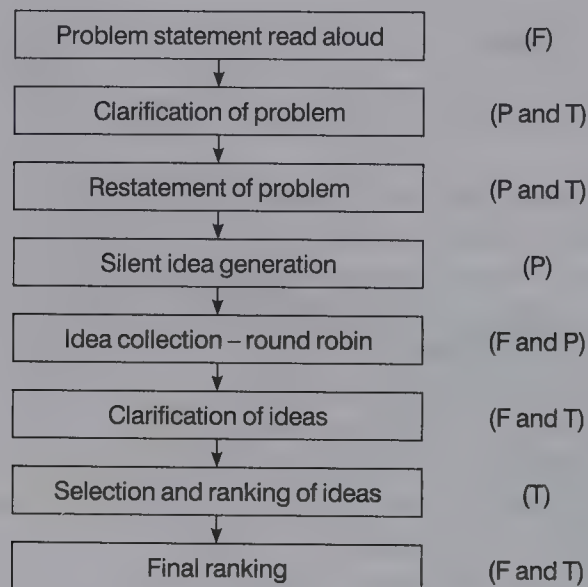 Problem statement read aloud (F)
Clarification of problem (P and T)
Restatement of problem (P and T)
Silent idea generation (P)
Idea collection – round robin (F and P)
Clarification of ideas (F and T)
Selection and ranking of ideas (T)
Final ranking (F and T)